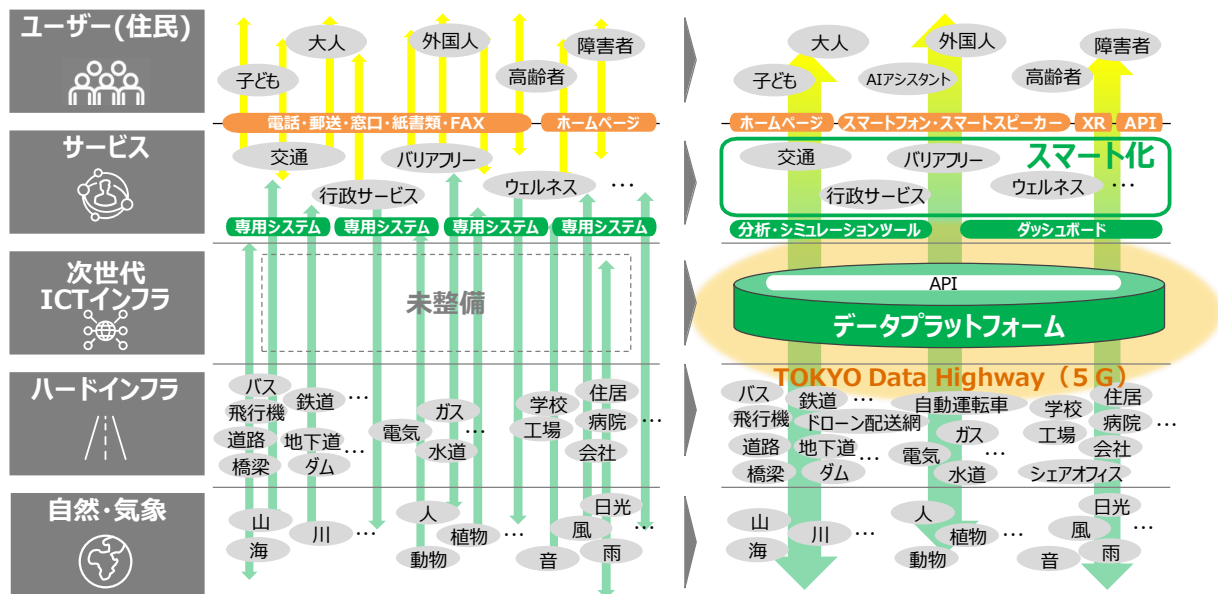 ユーザー(住民)
大人
外国人
障害者
子ども
高齢者
電話・郵送・窓口・紙書類・FAX
ホームページ
大人
外国人
障害者
子ども
AIアシスタント
高齢者
ホームページ
スマートフォン・スマートスピーカー
XR
API
サービス
交通
バリアフリー
行政サービス
ウェルネス
…
専用システム
専用システム
専用システム
専用システム
スマート化
交通
バリアフリー
行政サービス
ウェルネス
…
分析・シミュレーションツール
ダッシュボード
次世代
ICTインフラ
未整備
API
データプラットフォーム
TOKYO Data Highway（５G）
ハードインフラ
バス
鉄道
…
飛行機
道路
地下道
…
橋梁
ダム
電気
ガス
…
水道
学校
工場
住居
病院
…
会社
バス
鉄道
…
自動運転車
飛行機
ドローン配送網
道路
地下道
…
橋梁
ダム
電気
ガス
…
水道
学校
工場
住居
病院
…
会社
シェアオフィス
自然・気象
山
海
川
…
人
植物
…
動物
音
風
日光
…
雨
山
海
川
…
人
植物
…
動物
音
風
日光
…
雨